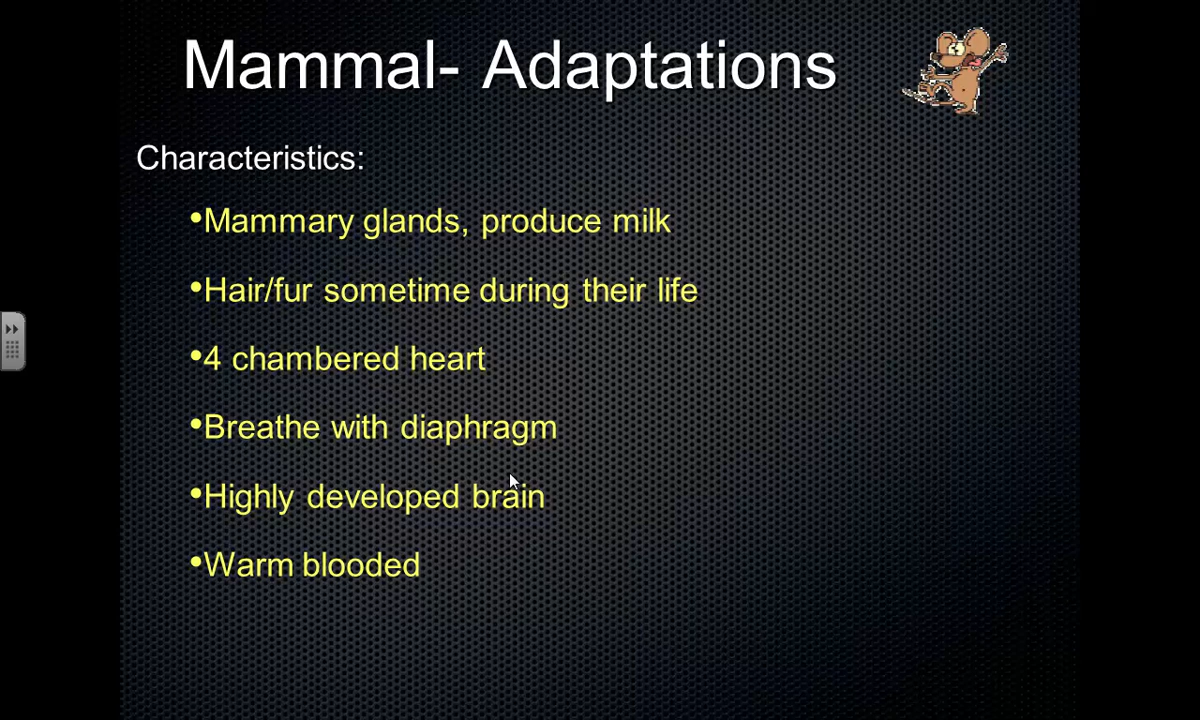 Mammal- Adaptations
Characteristics:
•Mammary glands, produce milk
•Hair/fur sometime during their life
•4 chambered heart
•Breathe with diaphragm
•Highly developed brain
•Warm blooded